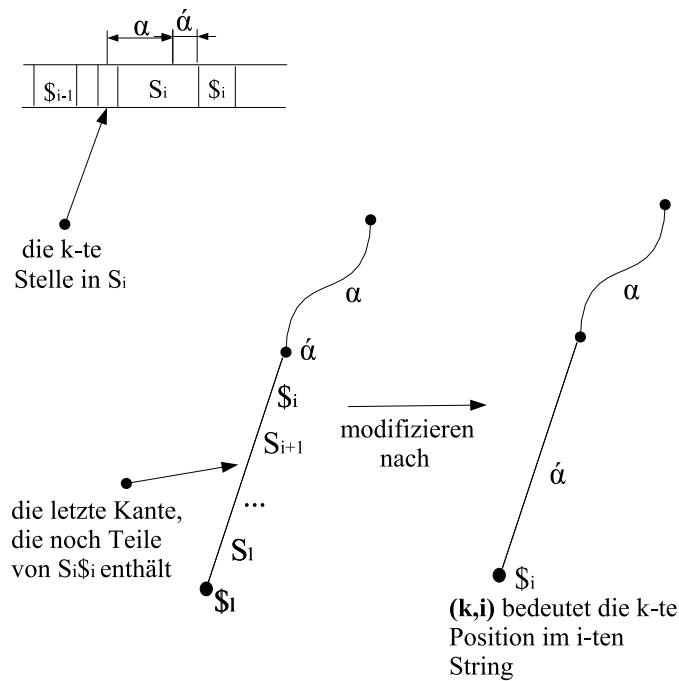 α ά
$i-1 Si $i
die k-te
Stelle in Si
α
ά
$i
Si+1
...
Sl
$l
die letzte Kante,
die noch Teile
von Si$i enthält
modifizieren
nach
α
ά
$i
(k,i) bedeutet die k-te
Position im i-ten
String